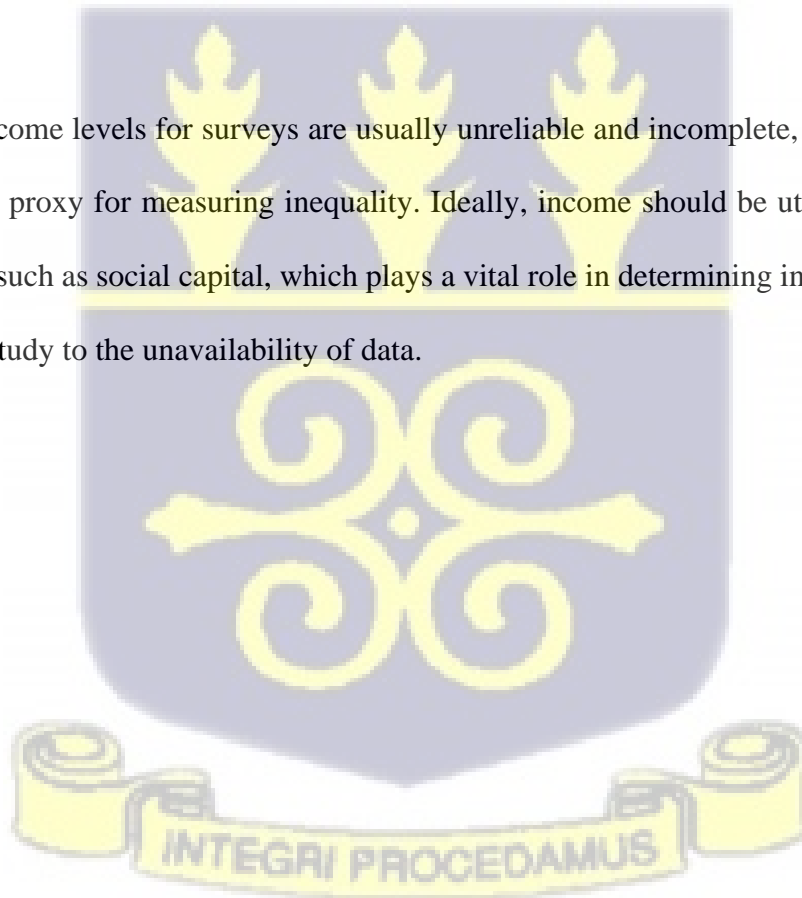 come levels for surveys are usually unreliable and incomplete,
proxy for measuring inequality. Ideally, income should be ut
such as social capital, which plays a vital role in determining in
tudy to the unavailability of data.
INTEGRI PROCEDAMUS